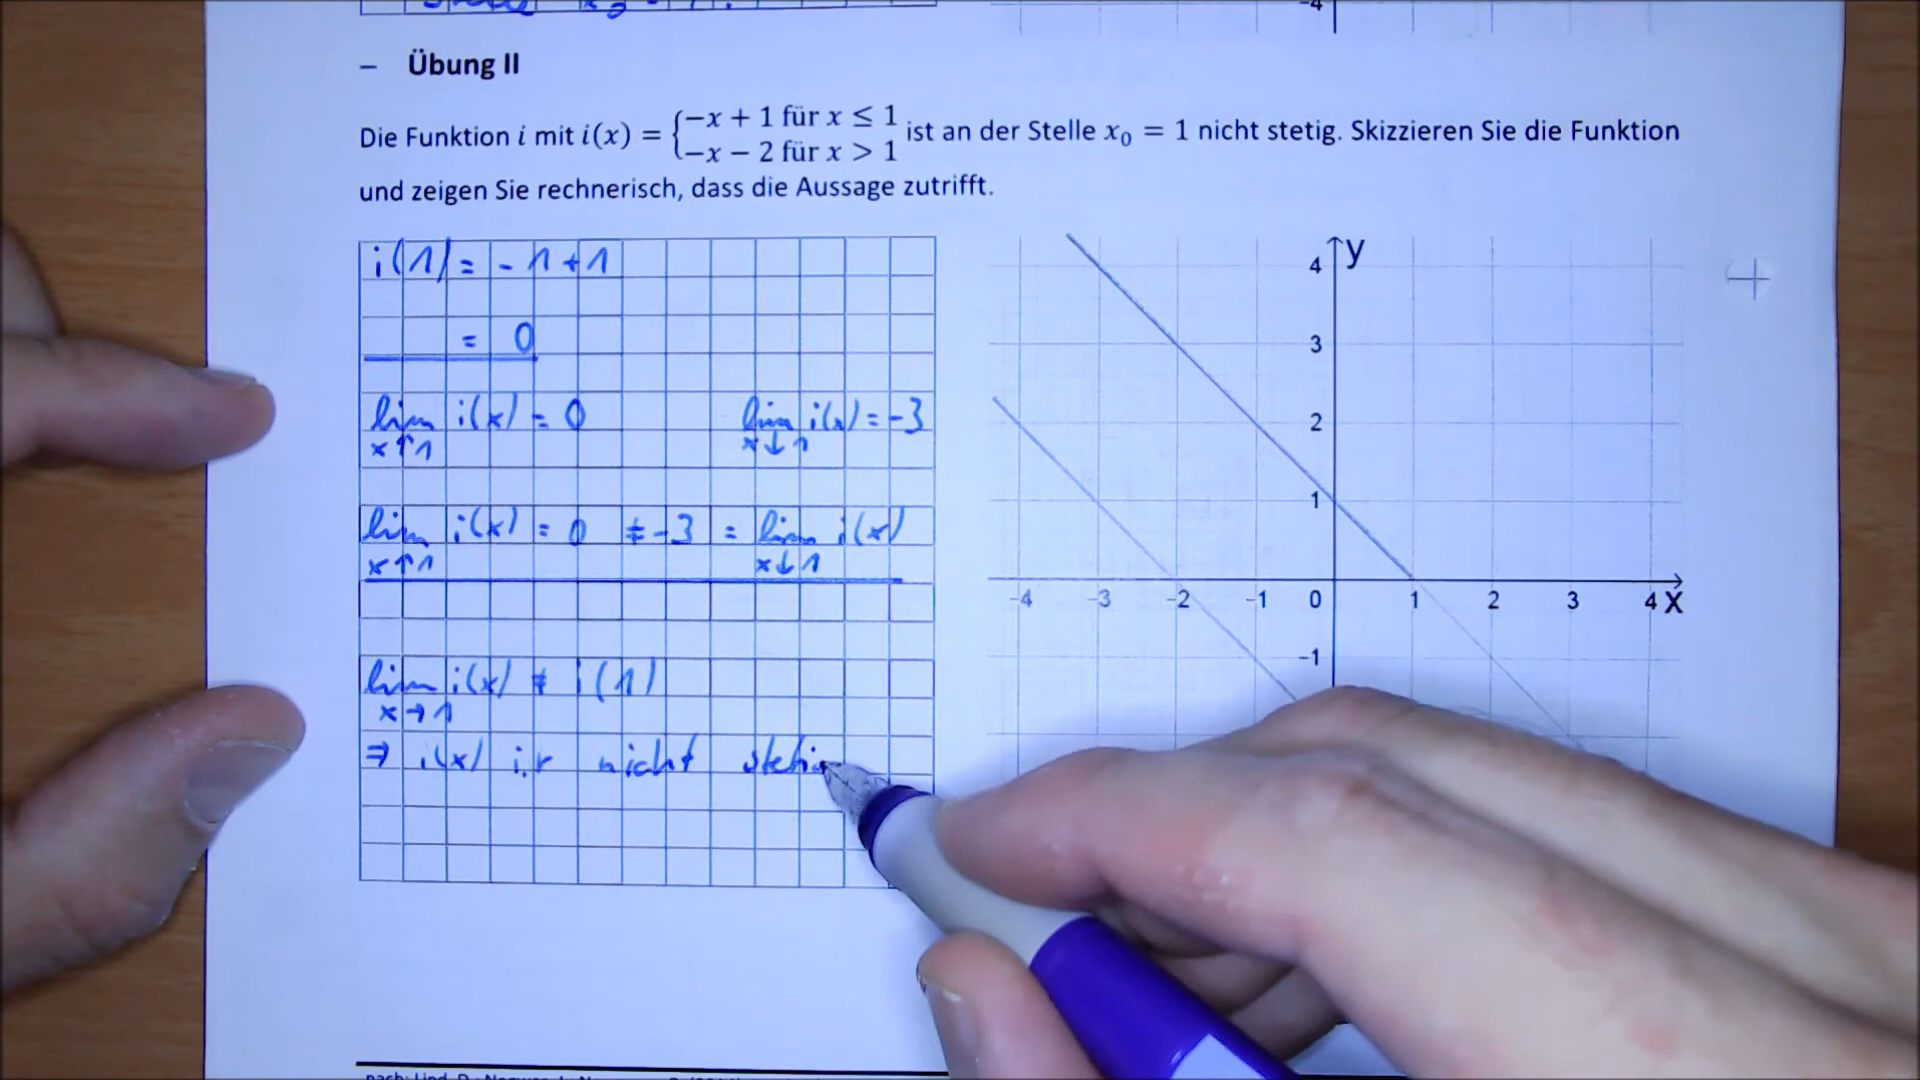 – Übung II
Die Funktion i mit i(x) = {−x + 1 für x ≤ 1
−x − 2 für x > 1 ist an der Stelle x₀ = 1 nicht stetig. Skizzieren Sie die Funktion
und zeigen Sie rechnerisch, dass die Aussage zutrifft.
i(1) = - 1 + 1
= 0
lim i(x) = 0 lim i(x) = -3
x↑1 x↓1
lim i(x) = 0 ≠ -3 = lim i(x)
x↑1 x↓1
lim i(x) ≠ i(1)
x→1
⇒ i(x) ist nicht
y
4
3
2
1
-4 -3 -2 -1 0 1 2 3 4 X
-1
-4